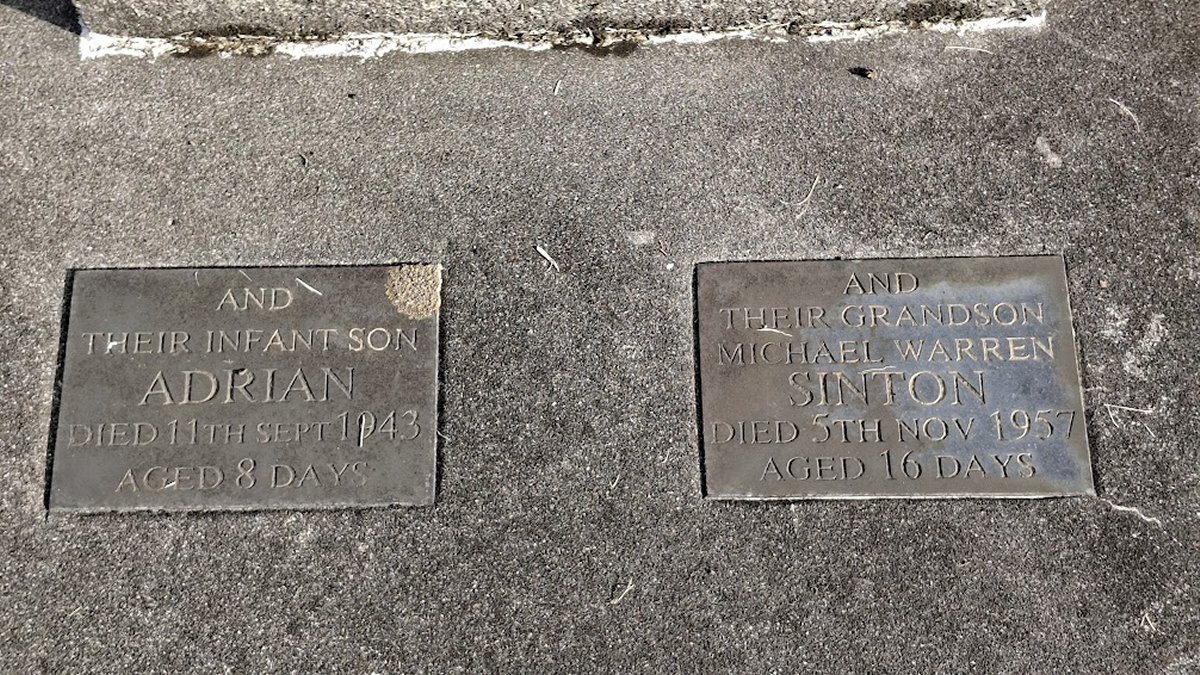 AND
THEIR INFANT SON
ADRIAN
DIED 11TH SEPT 1943
AGED 8 DAYS
AND
THEIR GRANDSON
MICHAEL WARREN
SINTON
DIED 5TH NOV 1957
AGED 16 DAYS